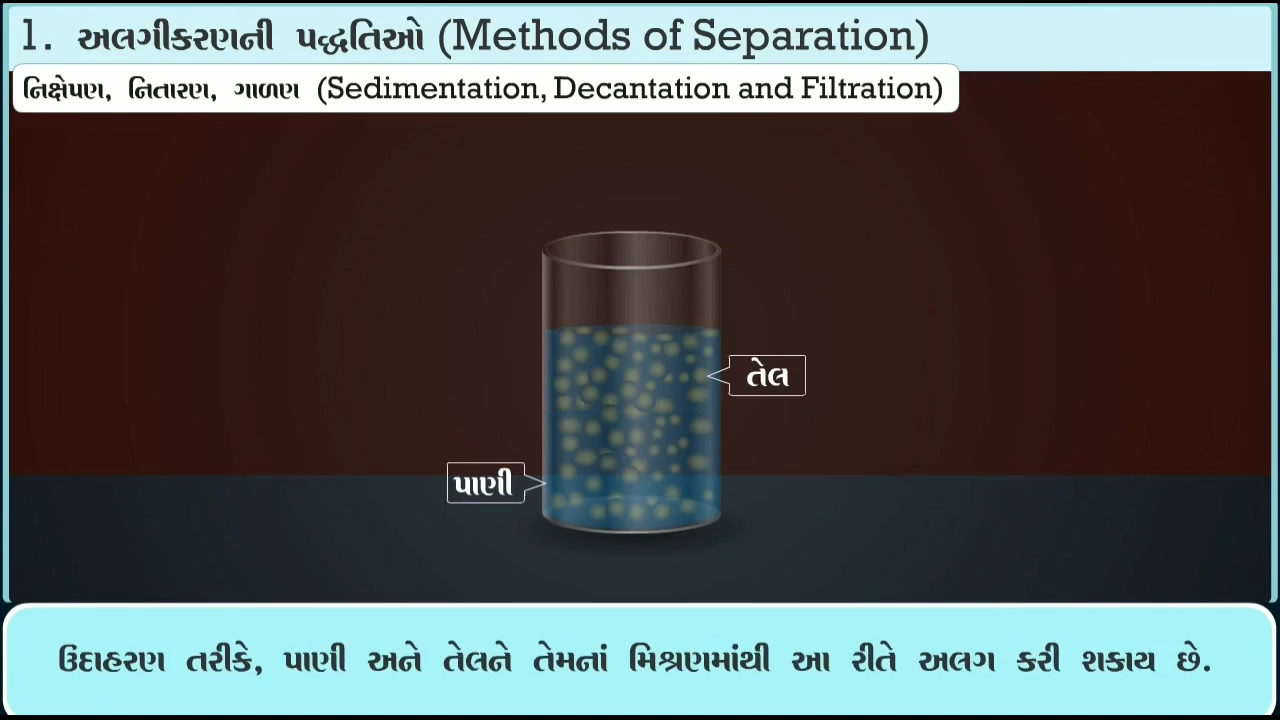 1. અલગીકરણની પદ્ધતિઓ (Methods of Separation)
નિક્ષેપણ, નિતારણ, ગાળણ (Sedimentation, Decantation and Filtration)
તેલ
પાણી
ઉદાહરણ તરીકે, પાણી અને તેલને તેમનાં મિશ્રણમાંથી આ રીતે અલગ કરી શકાય છે.